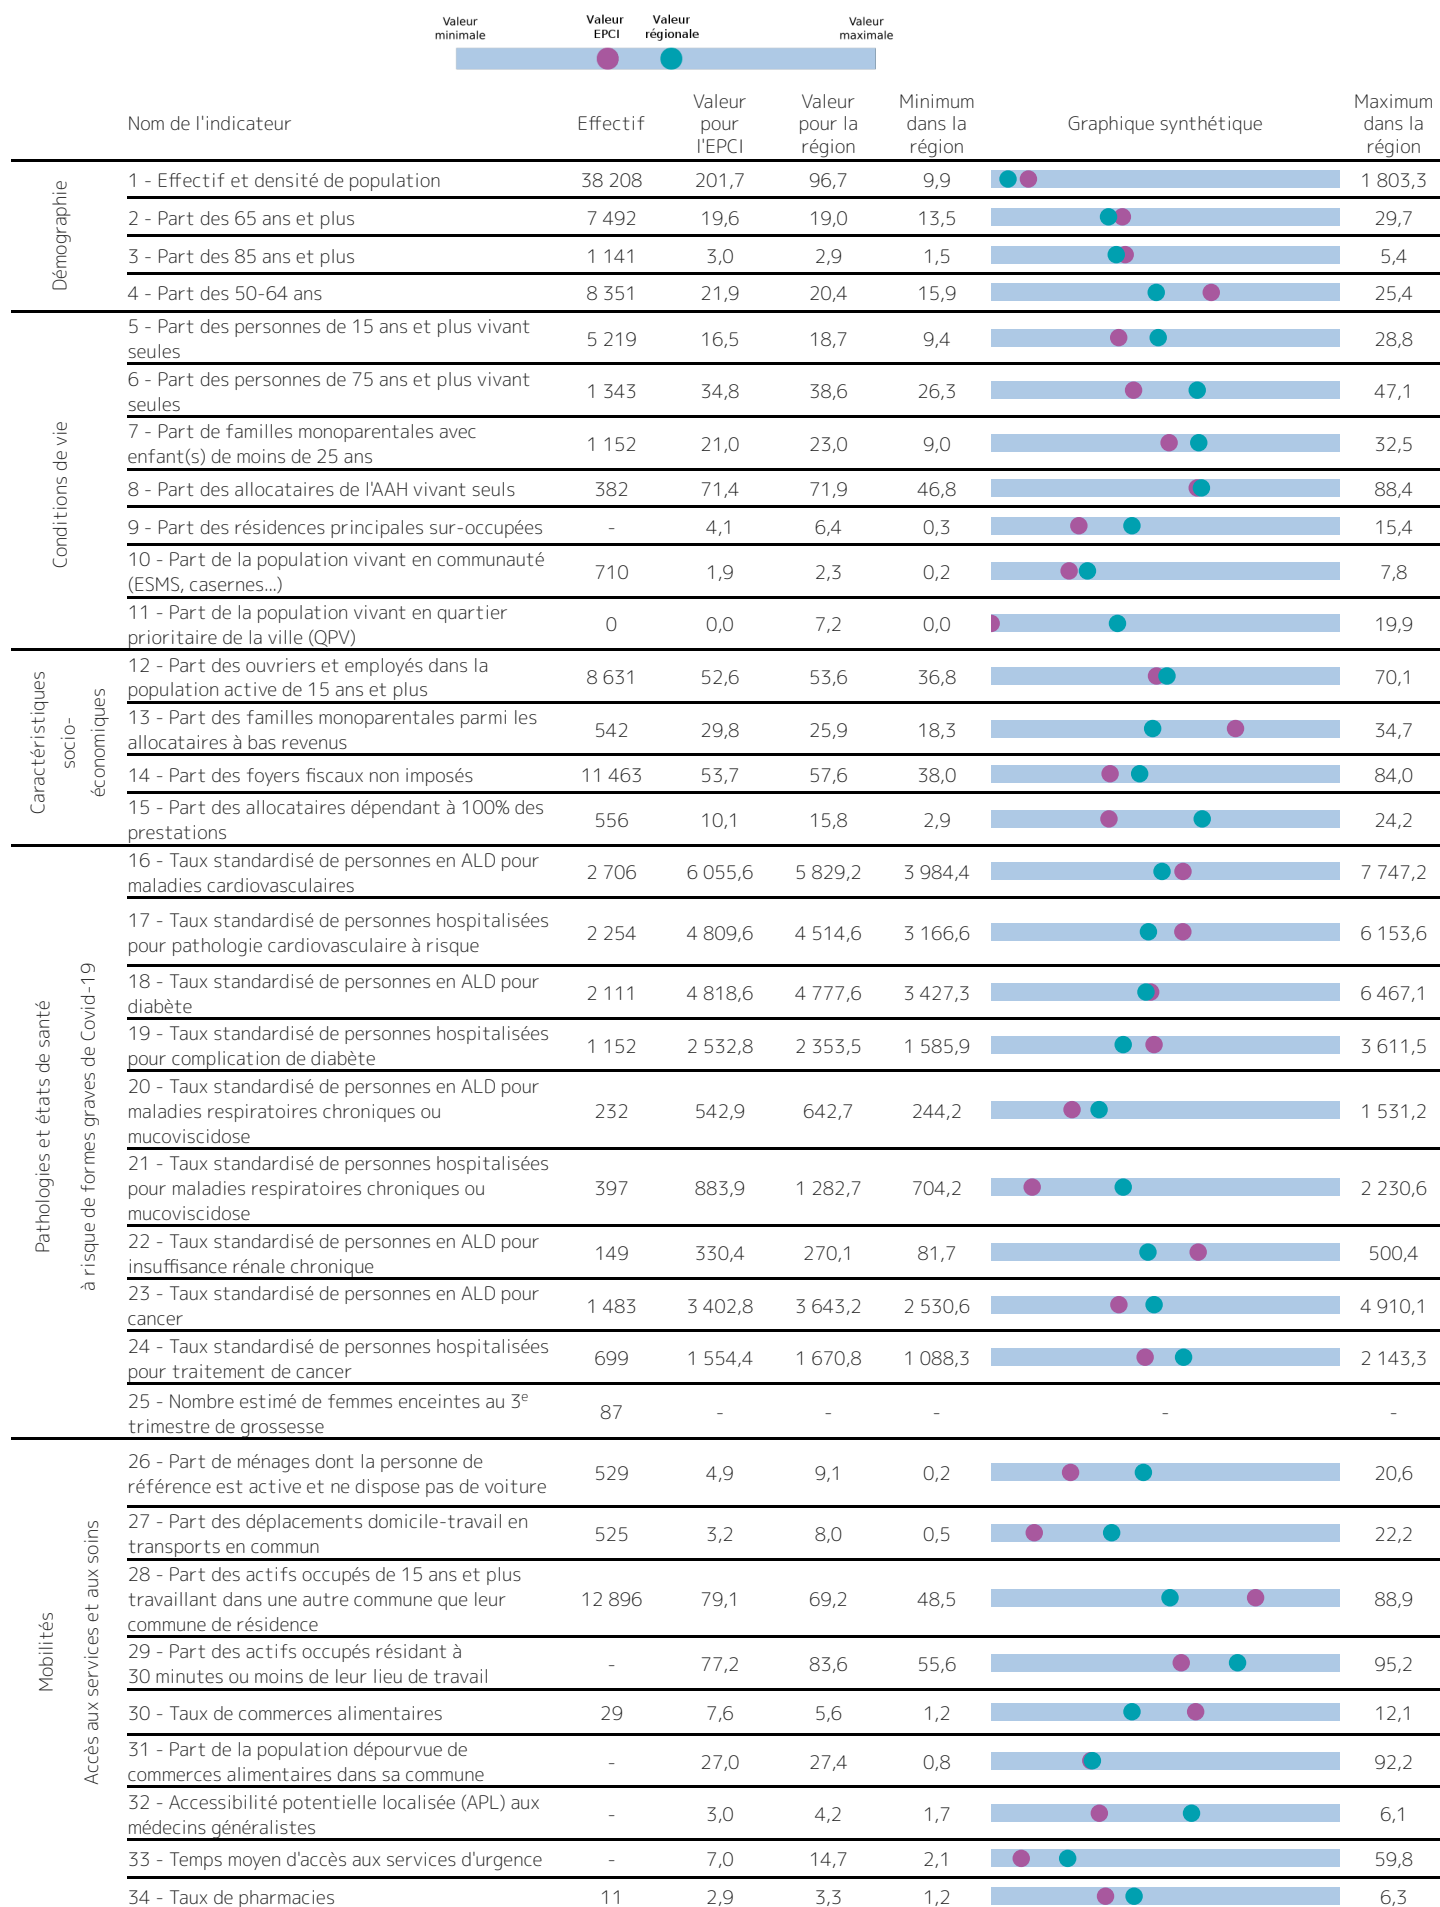 Valeur minimale
Valeur EPCI
Valeur régionale
Valeur maximale
Nom de l'indicateur Effectif Valeur pour l'EPCI Valeur pour la région Minimum dans la région Graphique synthétique Maximum dans la région
Démographie
1 - Effectif et densité de population 38 208 201,7 96,7 9,9 1 803,3
2 - Part des 65 ans et plus 7 492 19,6 19,0 13,5 29,7
3 - Part des 85 ans et plus 1 141 3,0 2,9 1,5 5,4
4 - Part des 50-64 ans 8 351 21,9 20,4 15,9 25,4
Conditions de vie
5 - Part des personnes de 15 ans et plus vivant
seules 5 219 16,5 18,7 9,4 28,8
6 - Part des personnes de 75 ans et plus vivant
seules 1 343 34,8 38,6 26,3 47,1
7 - Part de familles monoparentales avec
enfant(s) de moins de 25 ans 1 152 21,0 23,0 9,0 32,5
8 - Part des allocataires de l'AAH vivant seuls 382 71,4 71,9 46,8 88,4
9 - Part des résidences principales sur-occupées - 4,1 6,4 0,3 15,4
10 - Part de la population vivant en communauté
(ESMS, casernes...) 710 1,9 2,3 0,2 7,8
11 - Part de la population vivant en quartier
prioritaire de la ville (QPV) 0 0,0 7,2 0,0 19,9
Caractéristiques
socio-
économiques
12 - Part des ouvriers et employés dans la
population active de 15 ans et plus 8 631 52,6 53,6 36,8 70,1
13 - Part des familles monoparentales parmi les
allocataires à bas revenus 542 29,8 25,9 18,3 34,7
14 - Part des foyers fiscaux non imposés 11 463 53,7 57,6 38,0 84,0
15 - Part des allocataires dépendant à 100% des
prestations 556 10,1 15,8 2,9 24,2
Pathologies et états de santé
à risque de formes graves de Covid-19
16 - Taux standardisé de personnes en ALD pour
maladies cardiovasculaires 2 706 6 055,6 5 829,2 3 984,4 7 747,2
17 - Taux standardisé de personnes hospitalisées
pour pathologie cardiovasculaire à risque 2 254 4 809,6 4 514,6 3 166,6 6 153,6
18 - Taux standardisé de personnes en ALD pour
diabète 2 111 4 818,6 4 777,6 3 427,3 6 467,1
19 - Taux standardisé de personnes hospitalisées
pour complication de diabète 1 152 2 532,8 2 353,5 1 585,9 3 611,5
20 - Taux standardisé de personnes en ALD pour
maladies respiratoires chroniques ou 232 542,9 642,7 244,2 1 531,2
mucoviscidose
21 - Taux standardisé de personnes hospitalisées
pour maladies respiratoires chroniques ou 397 883,9 1 282,7 704,2 2 230,6
mucoviscidose
22 - Taux standardisé de personnes en ALD pour
insuffisance rénale chronique 149 330,4 270,1 81,7 500,4
23 - Taux standardisé de personnes en ALD pour
cancer 1 483 3 402,8 3 643,2 2 530,6 4 910,1
24 - Taux standardisé de personnes hospitalisées
pour traitement de cancer 699 1 554,4 1 670,8 1 088,3 2 143,3
25 - Nombre estimé de femmes enceintes au 3e
trimestre de grossesse 87 - - - - -
Mobilités
Accès aux services et aux soins
26 - Part de ménages dont la personne de
référence est active et ne dispose pas de voiture 529 4,9 9,1 0,2 20,6
27 - Part des déplacements domicile-travail en
transports en commun 525 3,2 8,0 0,5 22,2
28 - Part des actifs occupés de 15 ans et plus
travaillant dans une autre commune que leur 12 896 79,1 69,2 48,5 88,9
commune de résidence
29 - Part des actifs occupés résidant à
30 minutes ou moins de leur lieu de travail - 77,2 83,6 55,6 95,2
30 - Taux de commerces alimentaires 29 7,6 5,6 1,2 12,1
31 - Part de la population dépourvue de
commerces alimentaires dans sa commune - 27,0 27,4 0,8 92,2
32 - Accessibilité potentielle localisée (APL) aux
médecins généralistes - 3,0 4,2 1,7 6,1
33 - Temps moyen d'accès aux services d'urgence - 7,0 14,7 2,1 59,8
34 - Taux de pharmacies 11 2,9 3,3 1,2 6,3